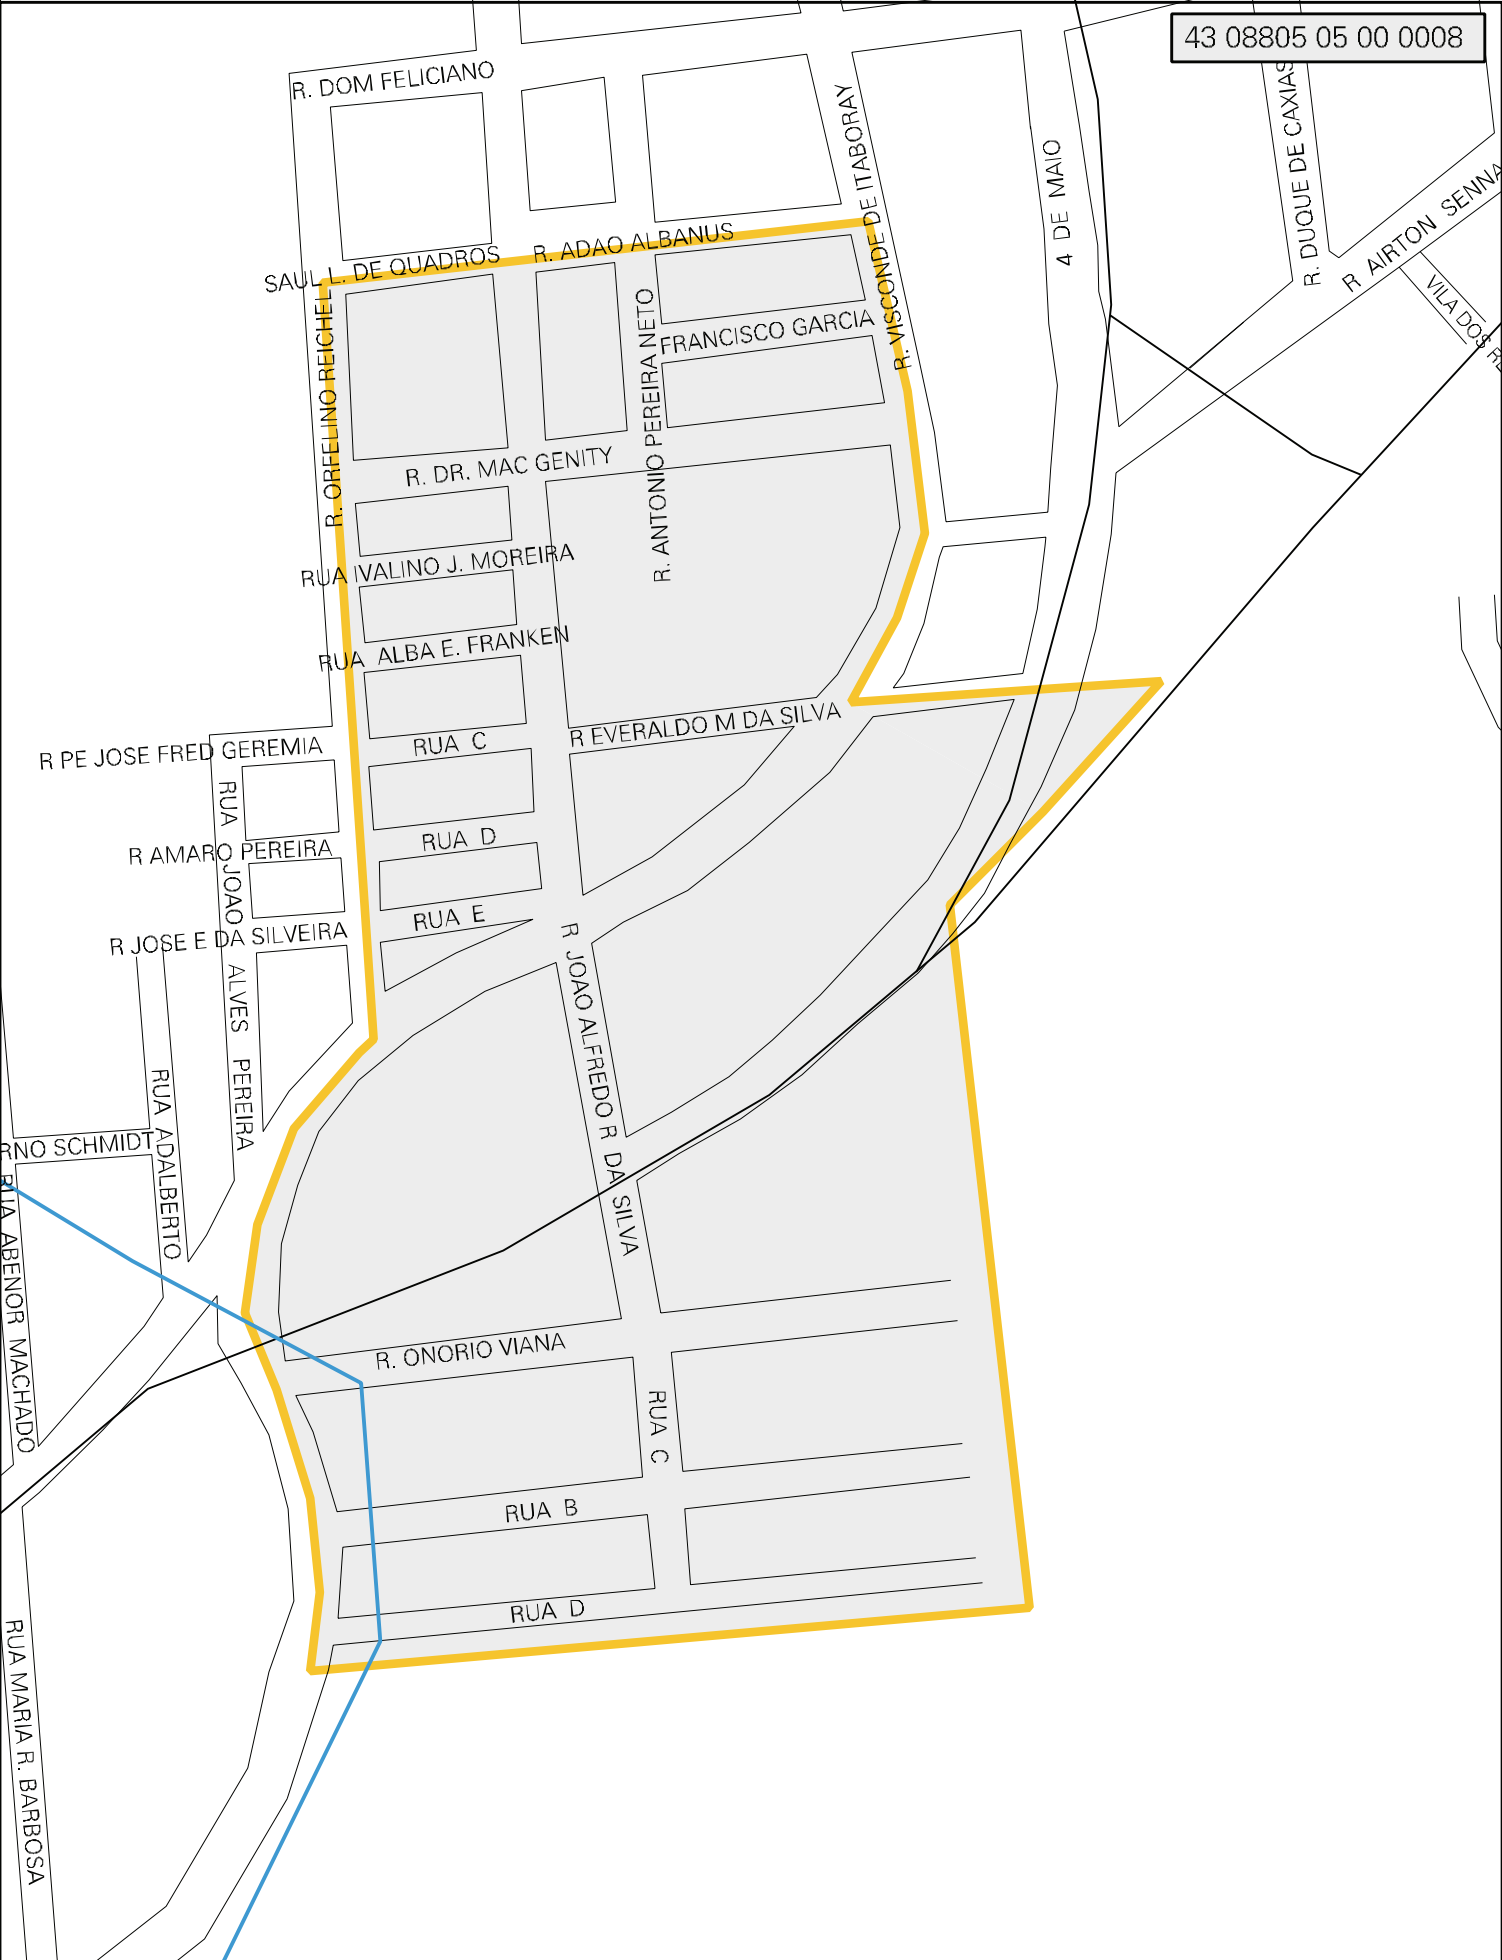 43 08805 05 00 0008
R. DOM FELICIANO
R. VISCONDE DE ITABORAY
4 DE MAIO
R. DUQUE DE CAXIAS
R AIRTON SENNA
VILA DOS
SAUL L. DE QUADROS
R. ADAO ALBANUS
R. ORFELINO REICHEL
R. ANTONIO PEREIRA NETO
FRANCISCO GARCIA
R. DR. MAC GENITY
RUA IVALINO J. MOREIRA
RUA ALBA E. FRANKEN
R EVERALDO M DA SILVA
R PE JOSE FRED GEREMIA
RUA C
RUA JOAO ALVES PEREIRA
R AMARO PEREIRA
RUA D
R JOSE E DA SILVEIRA
RUA E
R JOAO ALFREDO R DA SILVA
RUA ADALBERTO
RNO SCHMIDT
RUA ABENOR MACHADO
R. ONORIO VIANA
RUA C
RUA B
RUA D
RUA MARIA R. BARBOSA